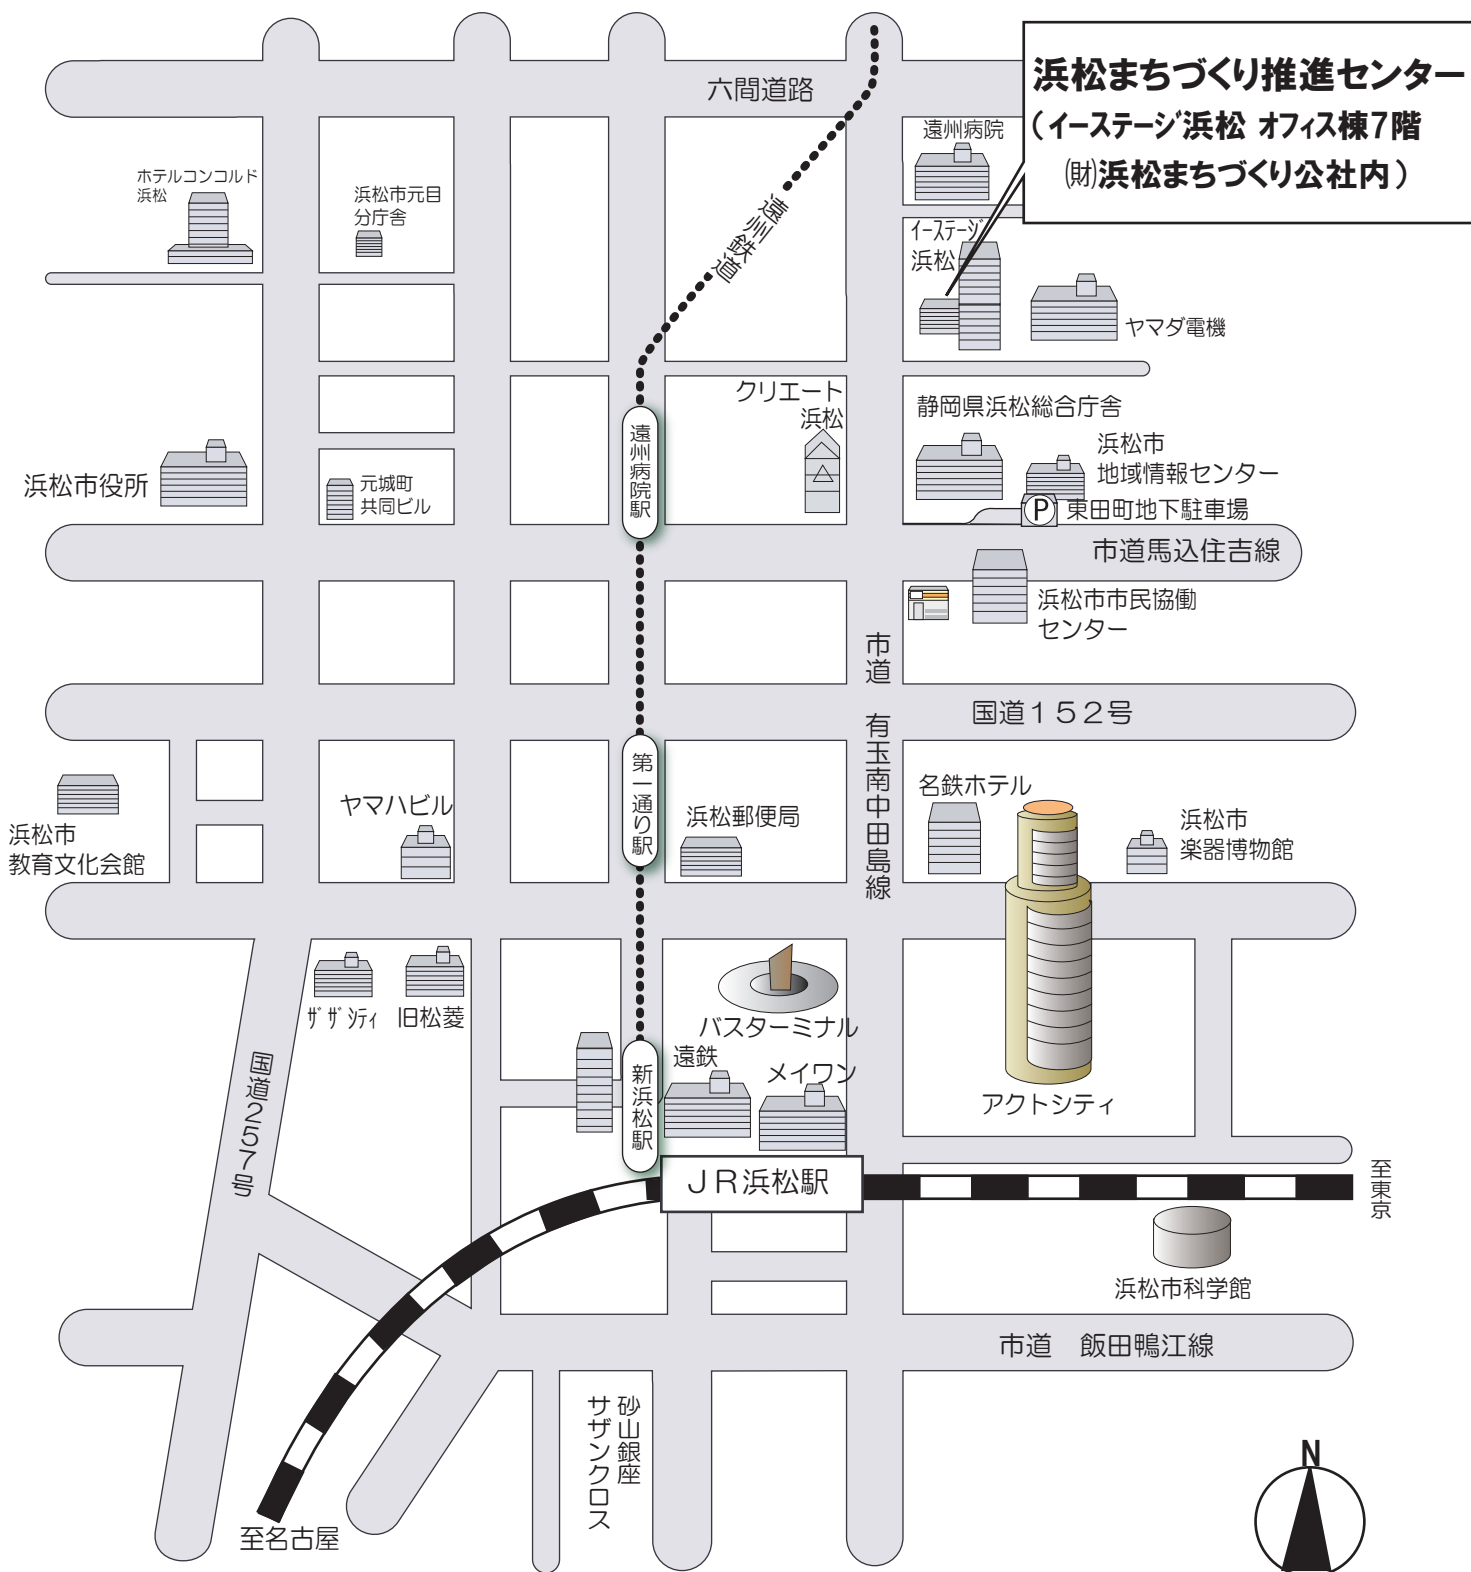 浜松まちづくり推進センター
(イーステージ浜松 オフィス棟7階
(財)浜松まちづくり公社内)
六間道路
遠州病院
ホテルコンコルド
浜松
浜松市元目
分庁舎
遠州鉄道
イーステージ
浜松
ヤマダ電機
クリエート
浜松
静岡県浜松総合庁舎
浜松市
地域情報センター
遠州病院駅
浜松市役所
元城町
共同ビル
P
東田町地下駐車場
市道馬込住吉線
浜松市市民協働
センター
市道 有玉南中田島線
国道152号
第一通り駅
浜松市
教育文化会館
ヤマハビル
浜松郵便局
名鉄ホテル
浜松市
楽器博物館
ザザシティ
旧松菱
バスターミナル
国道257号
新浜松駅
遠鉄
メイワン
アクトシティ
JR浜松駅
至東京
浜松市科学館
市道 飯田鴨江線
砂山銀座
サザンクロス
至名古屋
N